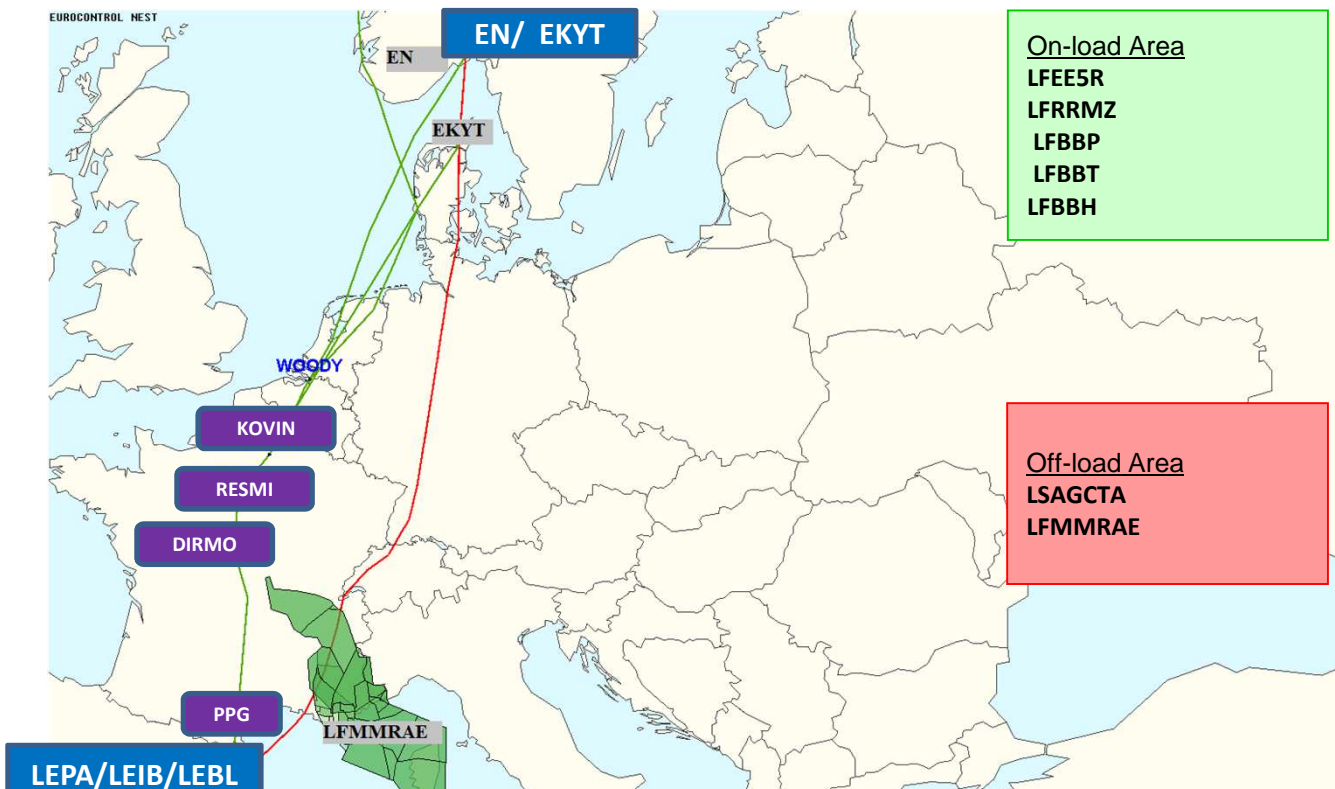 EUROCONTROL NEST
EN/ EKYT
EN
EKYT
WOODY
KOVIN
RESMI
DIRMO
PPG
LFMMRAE
LEPA/LEIB/LEBL
On-load Area
LFEE5R
LFRRMZ
LFBBP
LFBBT
LFBBH
Off-load Area
LSAGCTA
LFMMRAE